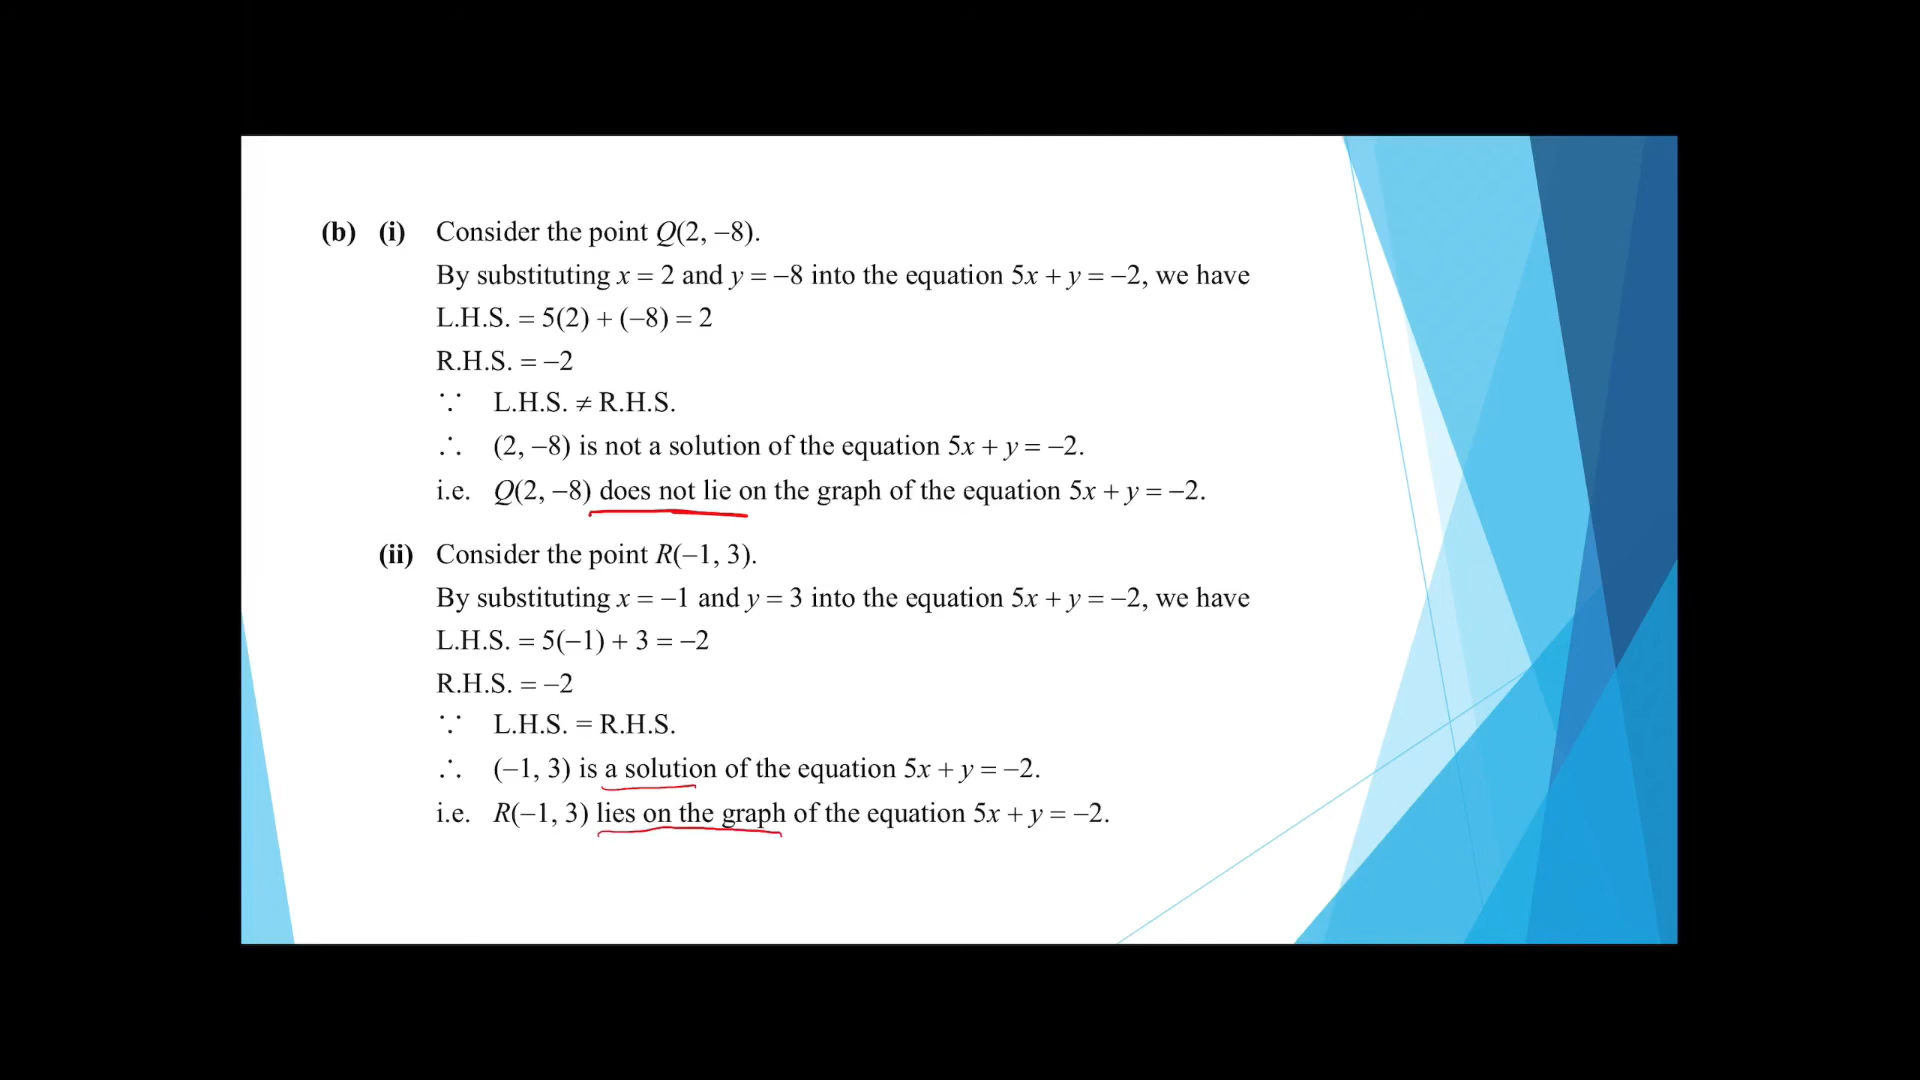 (b) (i) Consider the point Q(2, −8).
By substituting x = 2 and y = −8 into the equation 5x + y = −2, we have
L.H.S. = 5(2) + (−8) = 2
R.H.S. = −2
∵ L.H.S. ≠ R.H.S.
∴ (2, −8) is not a solution of the equation 5x + y = −2.
i.e. Q(2, −8) does not lie on the graph of the equation 5x + y = −2.
(ii) Consider the point R(−1, 3).
By substituting x = −1 and y = 3 into the equation 5x + y = −2, we have
L.H.S. = 5(−1) + 3 = −2
R.H.S. = −2
∵ L.H.S. = R.H.S.
∴ (−1, 3) is a solution of the equation 5x + y = −2.
i.e. R(−1, 3) lies on the graph of the equation 5x + y = −2.